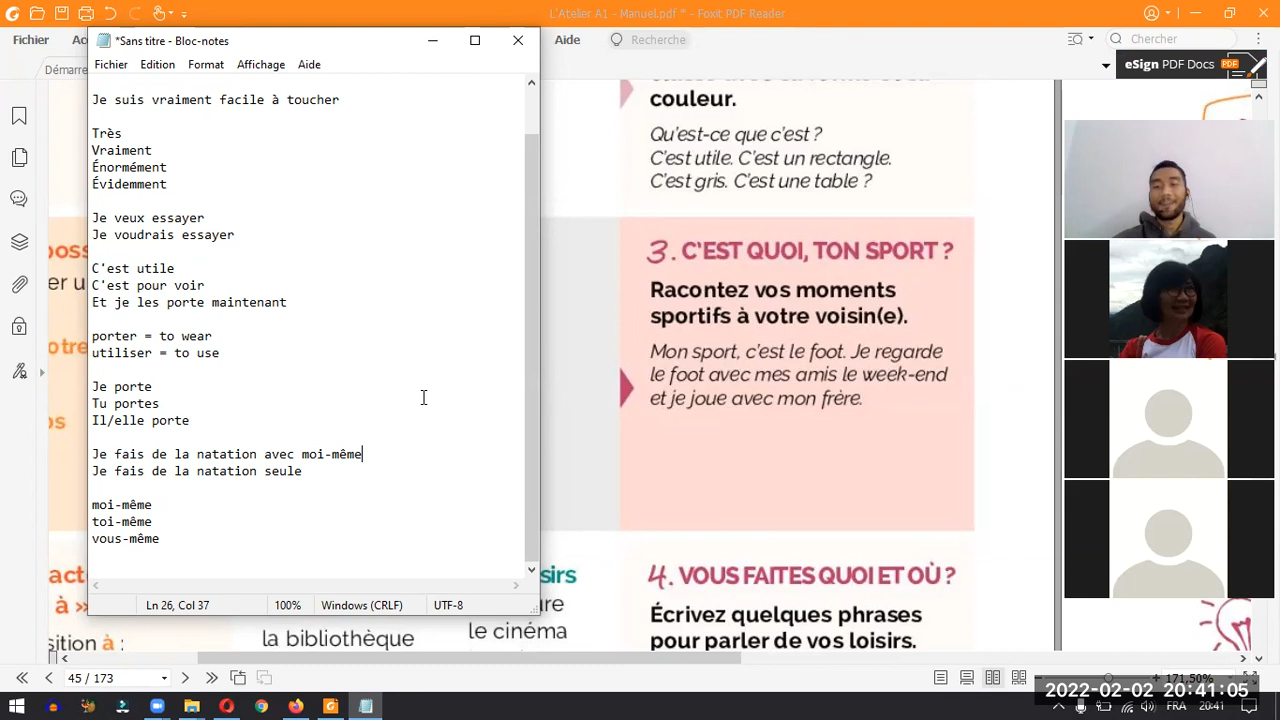 L'Atelier A1 - Manuel.pdf * - Foxit PDF Reader
Fichier
Aide
Recherche
Chercher
Démarre
eSign PDF Docs
PDF
*Sans titre - Bloc-notes
Fichier Edition Format Affichage Aide
Je suis vraiment facile à toucher
Très
Vraiment
Énormément
Évidemment
Je veux essayer
Je voudrais essayer
C'est utile
C'est pour voir
Et je les porte maintenant
porter = to wear
utiliser = to use
Je porte
Tu portes
Il/elle porte
Je fais de la natation avec moi-même
Je fais de la natation seule
moi-même
toi-même
vous-même
Ln 26, Col 37 100% Windows (CRLF) UTF-8
couleur.
Qu'est-ce que c'est ?
C'est utile. C'est un rectangle.
C'est gris. C'est une table ?
3. C'EST QUOI, TON SPORT ?
Racontez vos moments
sportifs à votre voisin(e).
Mon sport, c'est le foot. Je regarde
le foot avec mes amis le week-end
et je joue avec mon frère.
4. VOUS FAITES QUOI ET OÙ ?
Écrivez quelques phrases
pour parler de vos loisirs.
à »
sition à :
la bibliothèque
isirs
le cinéma
45 / 173
171,50%
2022-02-02 20:41:05
FRA 20:41